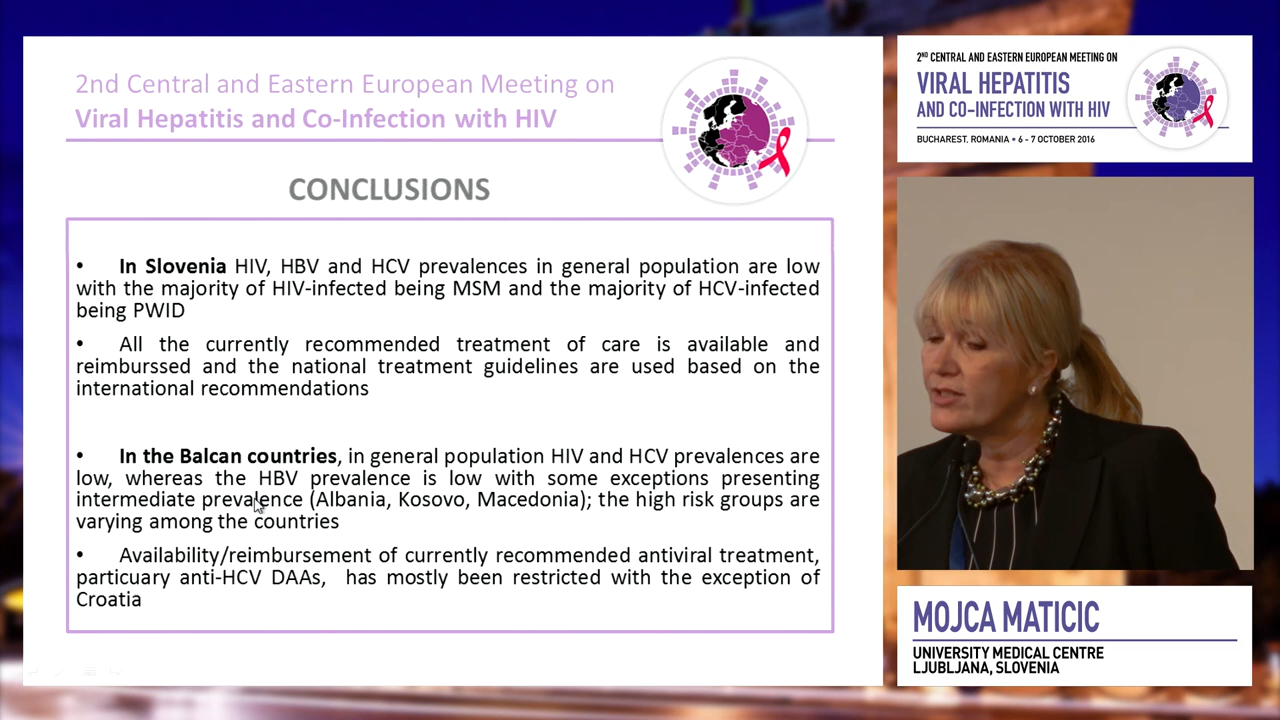 2nd Central and Eastern European Meeting on
Viral Hepatitis and Co-Infection with HIV
CONCLUSIONS
• In Slovenia HIV, HBV and HCV prevalences in general population are low
with the majority of HIV-infected being MSM and the majority of HCV-infected
being PWID
• All the currently recommended treatment of care is available and
reimburssed and the national treatment guidelines are used based on the
international recommendations
• In the Balcan countries, in general population HIV and HCV prevalences are
low, whereas the HBV prevalence is low with some exceptions presenting
intermediate prevalence (Albania, Kosovo, Macedonia); the high risk groups are
varying among the countries
• Availability/reimbursement of currently recommended antiviral treatment,
particuary anti-HCV DAAs, has mostly been restricted with the exception of
Croatia
2ND CENTRAL AND EASTERN EUROPEAN MEETING ON
VIRAL HEPATITIS
AND CO-INFECTION WITH HIV
BUCHAREST, ROMANIA • 6 - 7 OCTOBER 2016
MOJCA MATICIC
UNIVERSITY MEDICAL CENTRE
LJUBLJANA, SLOVENIA